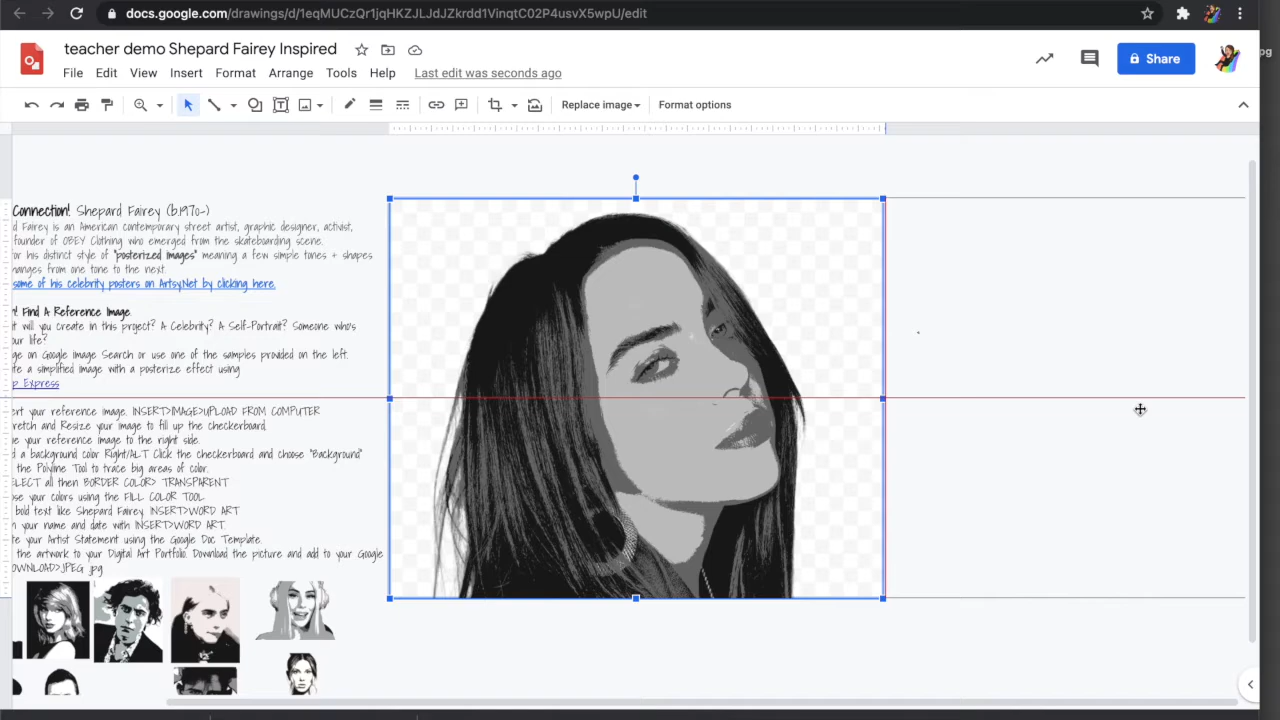 docs.google.com/drawings/d/1eqMUCzQr1jqHKZJLJdJZkrdd1VinqtC02P4usvX5wpU/edit
pg
teacher demo Shepard Fairey Inspired
File Edit View Insert Format Arrange Tools Help Last edit was seconds ago
Share
Replace image Format options
Connection! Shepard Fairey (b.1970-)
d Fairey is an American contemporary street artist, graphic designer, activist,
founder of OBEY Clothing who emerged from the skateboarding scene.
or his distinct style of "posterized images" meaning a few simple tones + shapes
hanges from one tone to the next.
some of his celebrity posters on Artsy.Net by clicking here.
! Find A Reference Image.
t will you create in this project? A Celebrity? A Self-Portrait? Someone who's
our life?
ge on Google Image Search or use one of the samples provided on the left.
te a simplified image with a posterize effect using
p Express
ert your reference image. INSERT>IMAGE>UPLOAD FROM COMPUTER
retch and Resize your image to fill up the checkerboard.
e your reference image to the right side.
d a background color Right/ALT Click the checkerboard and choose "Background"
the Polyline Tool to trace big areas of color.
ELECT all then BORDER COLOR> TRANSPARENT
ose your colors using the FILL COLOR TOOL
bold text like Shepard Fairey. INSERT>WORD ART
n your name and date with INSERT>WORD ART.
te your Artist Statement using the Google Doc Template.
the artwork to your Digital Art Portfolio. Download the picture and add to your Google
OWNLOAD>JPEG .jpg